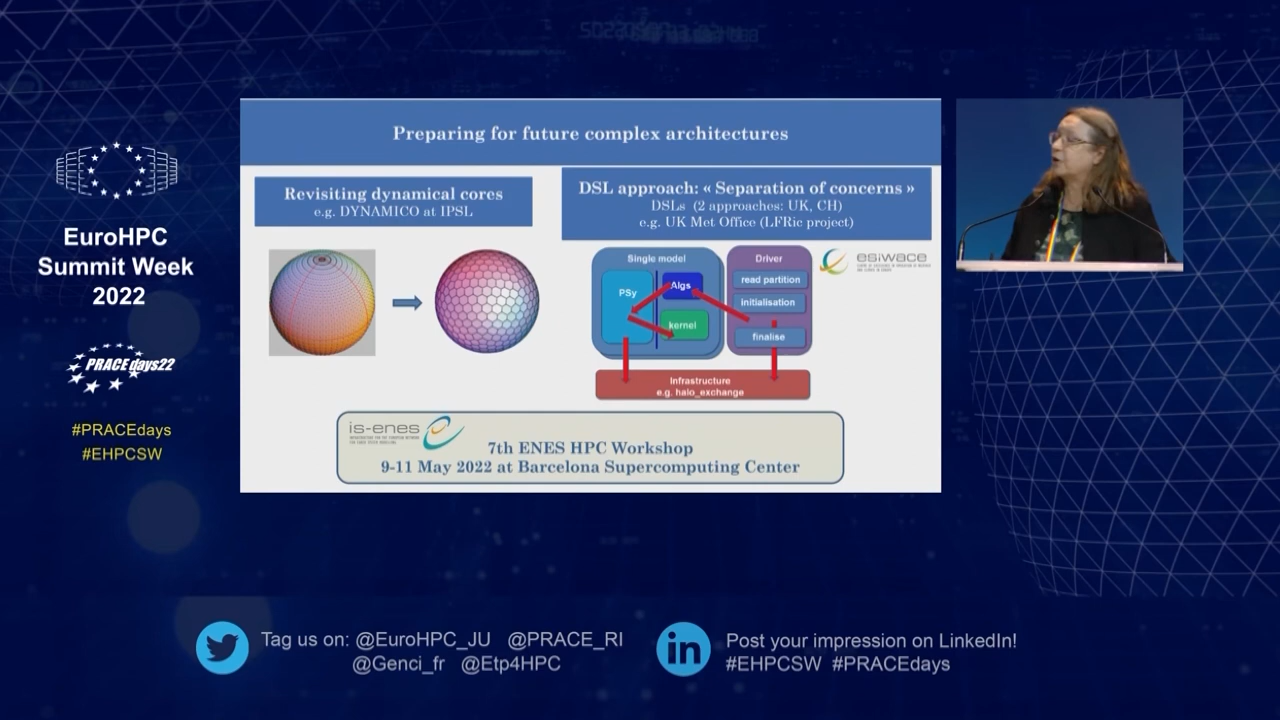 EuroHPC
Summit Week
2022
PRACEdays22
#PRACEdays
#EHPCSW
Preparing for future complex architectures
Revisiting dynamical cores
e.g. DYNAMICO at IPSL
DSL approach: « Separation of concerns »
DSLs (2 approaches: UK, CH)
e.g. UK Met Office (LFRic project)
Single model
PSy
Algs
kernel
Driver
read partition
initialisation
finalise
Infrastructure
e.g. halo_exchange
esiwace
is-enes
7th ENES HPC Workshop
9-11 May 2022 at Barcelona Supercomputing Center
Tag us on: @EuroHPC_JU @PRACE_RI
@Genci_fr @Etp4HPC
in
Post your impression on LinkedIn!
#EHPCSW #PRACEdays